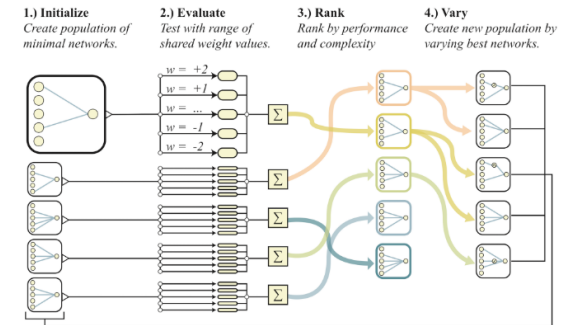 1.) Initialize
Create population of
minimal networks.
2.) Evaluate
Test with range of
shared weight values.
3.) Rank
Rank by performance
and complexity
4.) Vary
Create new population by
varying best networks.
w = +2
w = +1
w = ...
w = -1
w = -2
Σ
Σ
Σ
Σ
Σ